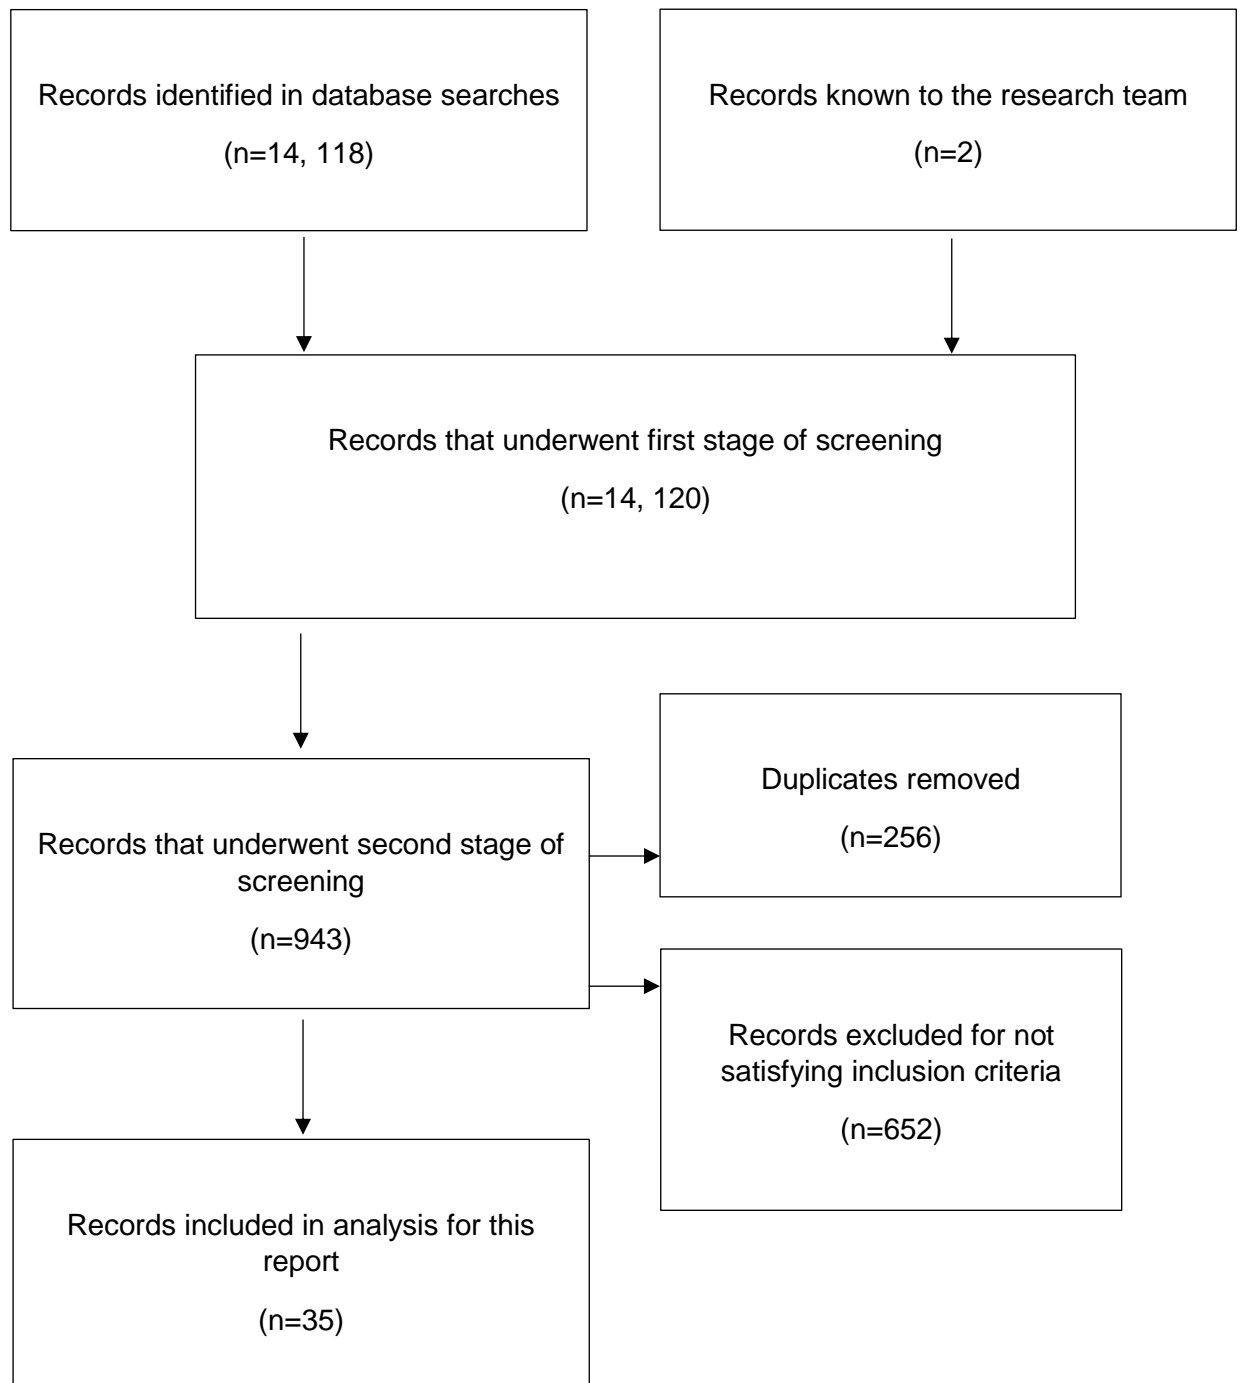 Records identified in database searches
(n=14, 118)
Records known to the research team
(n=2)
Records that underwent first stage of screening
(n=14, 120)
Duplicates removed
(n=256)
Records that underwent second stage of
screening
(n=943)
Records excluded for not
satisfying inclusion criteria
(n=652)
Records included in analysis for this
report
(n=35)